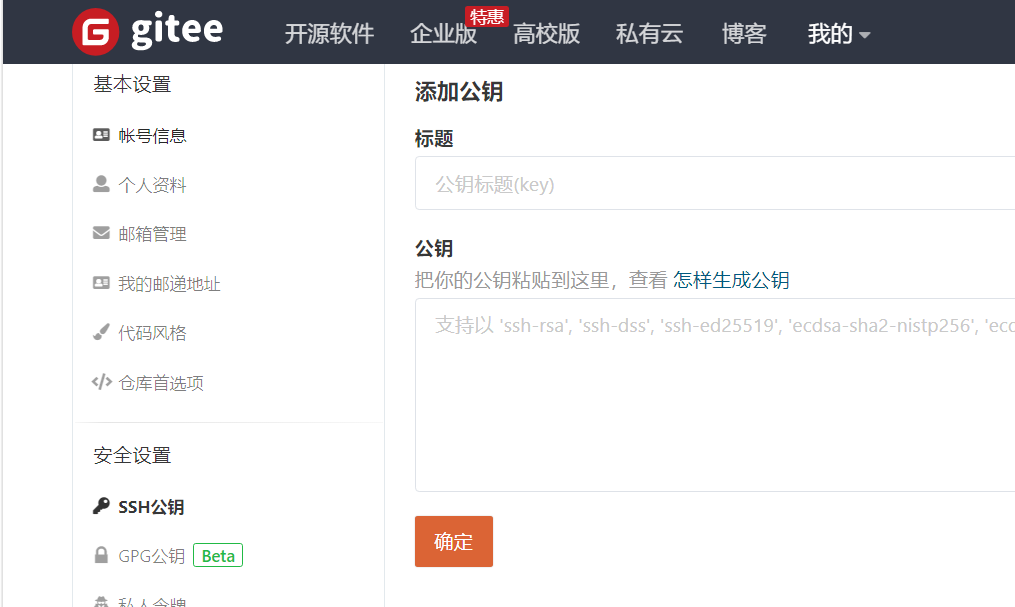 gitee
开源软件 企业版 特惠 高校版 私有云 博客 我的
基本设置
帐号信息
个人资料
邮箱管理
我的邮递地址
代码风格
仓库首选项
安全设置
SSH公钥
GPG公钥 Beta
私人令牌
添加公钥
标题
公钥标题(key)
公钥
把你的公钥粘贴到这里，查看 怎样生成公钥
支持以 'ssh-rsa', 'ssh-dss', 'ssh-ed25519', 'ecdsa-sha2-nistp256', 'ecd
确定